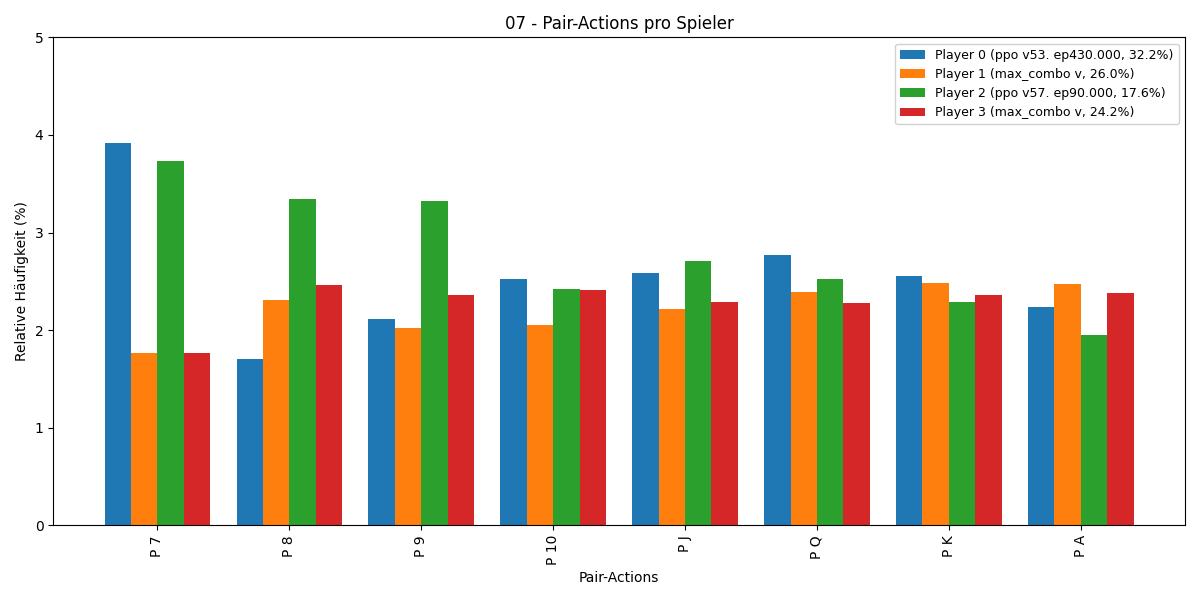 07 - Pair-Actions pro Spieler
Player 0 (ppo v53. ep430.000, 32.2%)
Player 1 (max_combo v, 26.0%)
Player 2 (ppo v57. ep90.000, 17.6%)
Player 3 (max_combo v, 24.2%)
Relative Häufigkeit (%)
5
4
3
2
1
0
P 7
P 8
P 9
P 10
P J
P Q
P K
P A
Pair-Actions